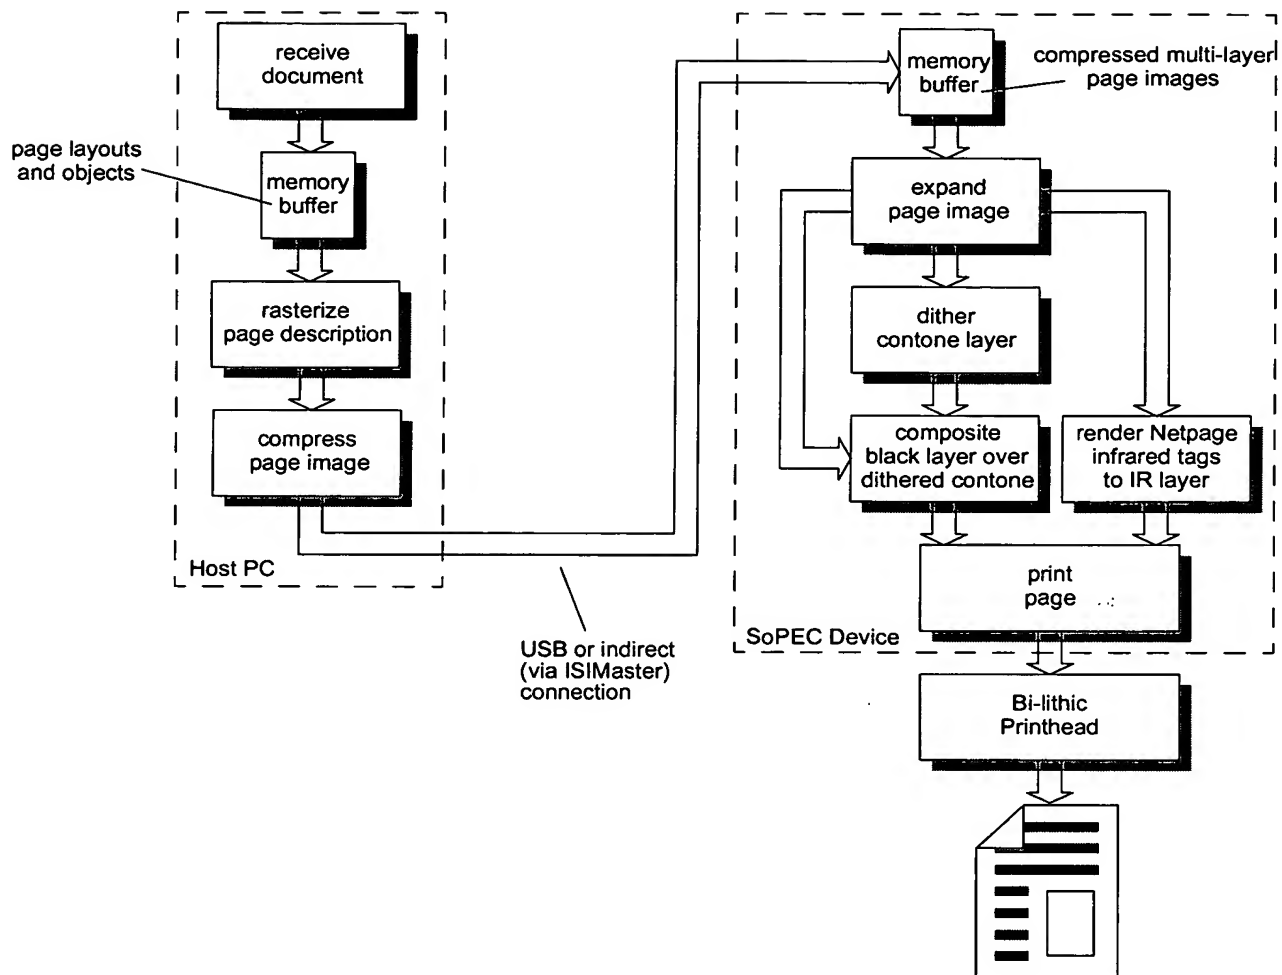 receive
document
page layouts
and objects
memory
buffer
rasterize
page description
compress
page image
Host PC
USB or indirect
(via ISIMaster)
connection
memory
buffer
compressed multi-layer
page images
expand
page image
dither
contone layer
composite
black layer over
dithered contone
render Netpage
infrared tags
to IR layer
print
page
SoPEC Device
Bi-lithic
Printhead